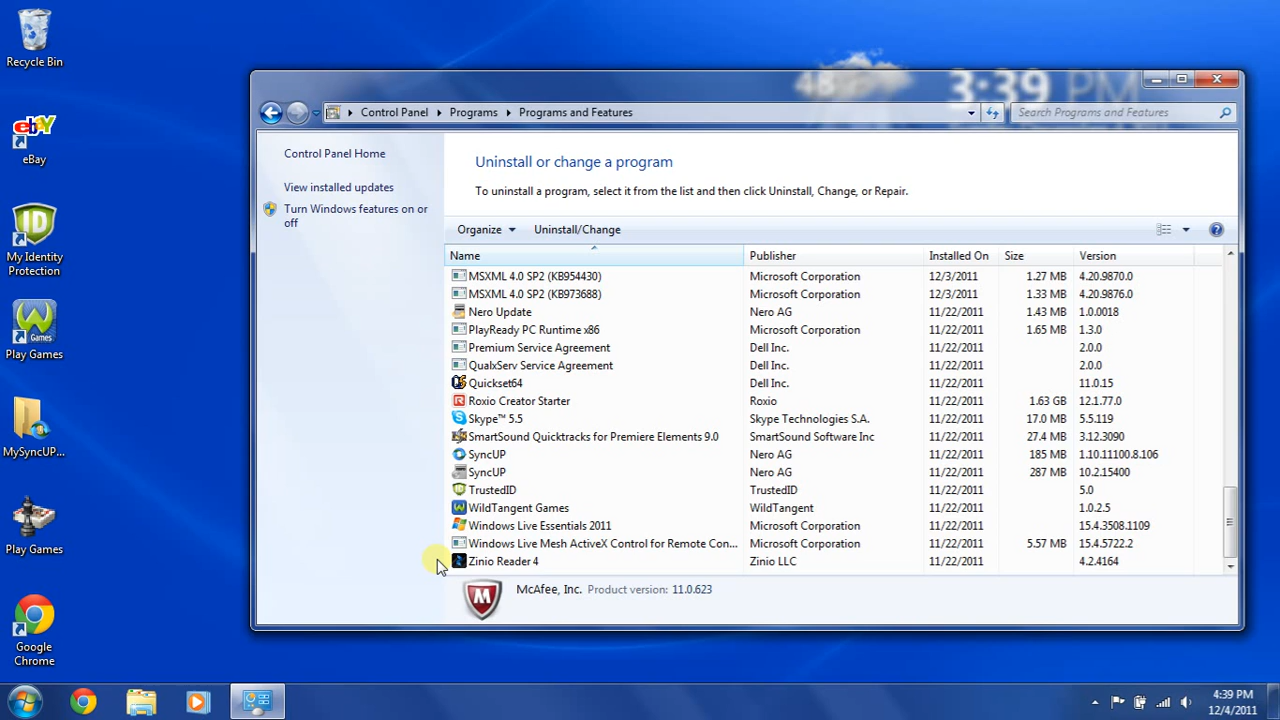 Recycle Bin
eBay
eBay
ID
My Identity
Protection
W
Games
Play Games
MySyncUP...
Play Games
Google
Chrome
48
3:39 PM
Control Panel
Programs
Programs and Features
Search Programs and Features
Control Panel Home
View installed updates
Turn Windows features on or
off
Uninstall or change a program
To uninstall a program, select it from the list and then click Uninstall, Change, or Repair.
Organize Uninstall/Change
Name Publisher Installed On Size Version
MSXML 4.0 SP2 (KB954430) Microsoft Corporation 12/3/2011 1.27 MB 4.20.9870.0
MSXML 4.0 SP2 (KB973688) Microsoft Corporation 12/3/2011 1.33 MB 4.20.9876.0
Nero Update Nero AG 11/22/2011 1.43 MB 1.0.0018
PlayReady PC Runtime x86 Microsoft Corporation 11/22/2011 1.65 MB 1.3.0
Premium Service Agreement Dell Inc. 11/22/2011 2.0.0
QualxServ Service Agreement Dell Inc. 11/22/2011 2.0.0
Quickset64 Dell Inc. 11/22/2011 11.0.15
Roxio Creator Starter Roxio 11/22/2011 1.63 GB 12.1.77.0
Skype™ 5.5 Skype Technologies S.A. 11/22/2011 17.0 MB 5.5.119
SmartSound Quicktracks for Premiere Elements 9.0 SmartSound Software Inc 11/22/2011 27.4 MB 3.12.3090
SyncUP Nero AG 11/22/2011 185 MB 1.10.11100.8.106
SyncUP Nero AG 11/22/2011 287 MB 10.2.15400
TrustedID TrustedID 11/22/2011 5.0
WildTangent Games WildTangent 11/22/2011 1.0.2.5
Windows Live Essentials 2011 Microsoft Corporation 11/22/2011 15.4.3508.1109
Windows Live Mesh ActiveX Control for Remote Con... Microsoft Corporation 11/22/2011 5.57 MB 15.4.5722.2
Zinio Reader 4 Zinio LLC 11/22/2011 4.2.4164
McAfee, Inc. Product version: 11.0.623
4:39 PM
12/4/2011